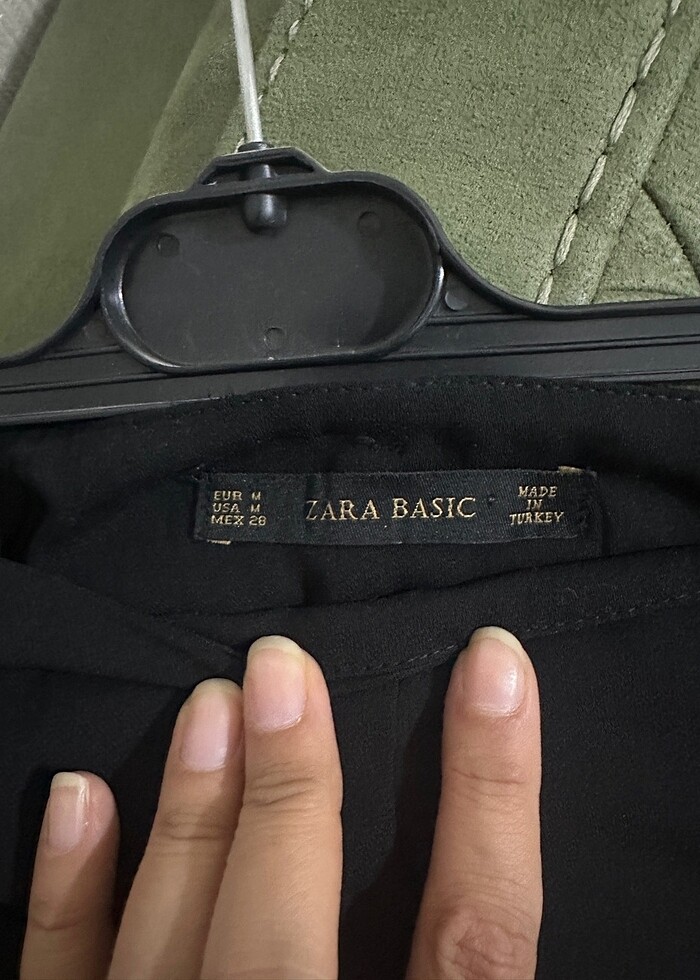 EUR M
USA M
MEX 28
ZARA BASIC
MADE
IN
TURKEY